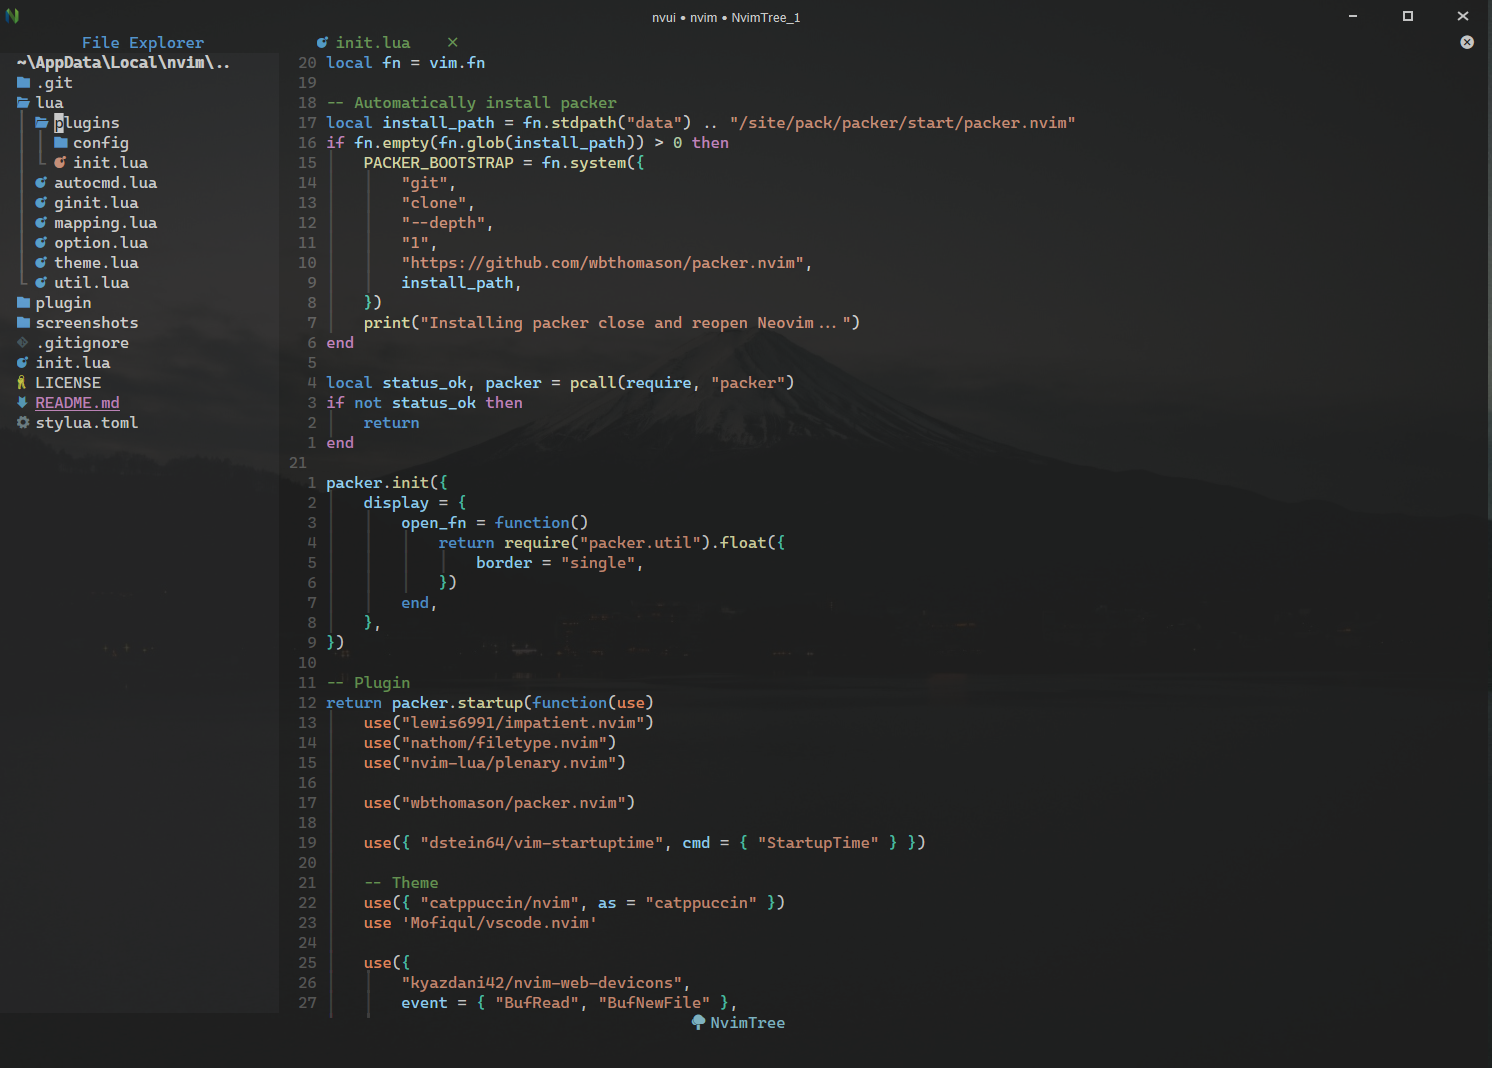 nvui • nvim • NvimTree_1
File Explorer
~\AppData\Local\nvim\..
.git
lua
plugins
config
init.lua
autocmd.lua
ginit.lua
mapping.lua
option.lua
theme.lua
util.lua
plugin
screenshots
.gitignore
init.lua
LICENSE
README.md
stylua.toml
init.lua
20 local fn = vim.fn
19
18 -- Automatically install packer
17 local install_path = fn.stdpath("data") .. "/site/pack/packer/start/packer.nvim"
16 if fn.empty(fn.glob(install_path)) > 0 then
15     PACKER_BOOTSTRAP = fn.system({
14         "git",
13         "clone",
12         "--depth",
11         "1",
10         "https://github.com/wbthomason/packer.nvim",
9         install_path,
8     })
7     print("Installing packer close and reopen Neovim...")
6 end
5
4 local status_ok, packer = pcall(require, "packer")
3 if not status_ok then
2     return
1 end
21
1 packer.init({
2     display = {
3         open_fn = function()
4             return require("packer.util").float({
5                 border = "single",
6             })
7         end,
8     },
9 })
10
11 -- Plugin
12 return packer.startup(function(use)
13     use("lewis6991/impatient.nvim")
14     use("nathom/filetype.nvim")
15     use("nvim-lua/plenary.nvim")
16
17     use("wbthomason/packer.nvim")
18
19     use({ "dstein64/vim-startuptime", cmd = { "StartupTime" } })
20
21     -- Theme
22     use({ "catppuccin/nvim", as = "catppuccin" })
23     use 'Mofiqul/vscode.nvim'
24
25     use({
26         "kyazdani42/nvim-web-devicons",
27         event = { "BufRead", "BufNewFile" },
NvimTree